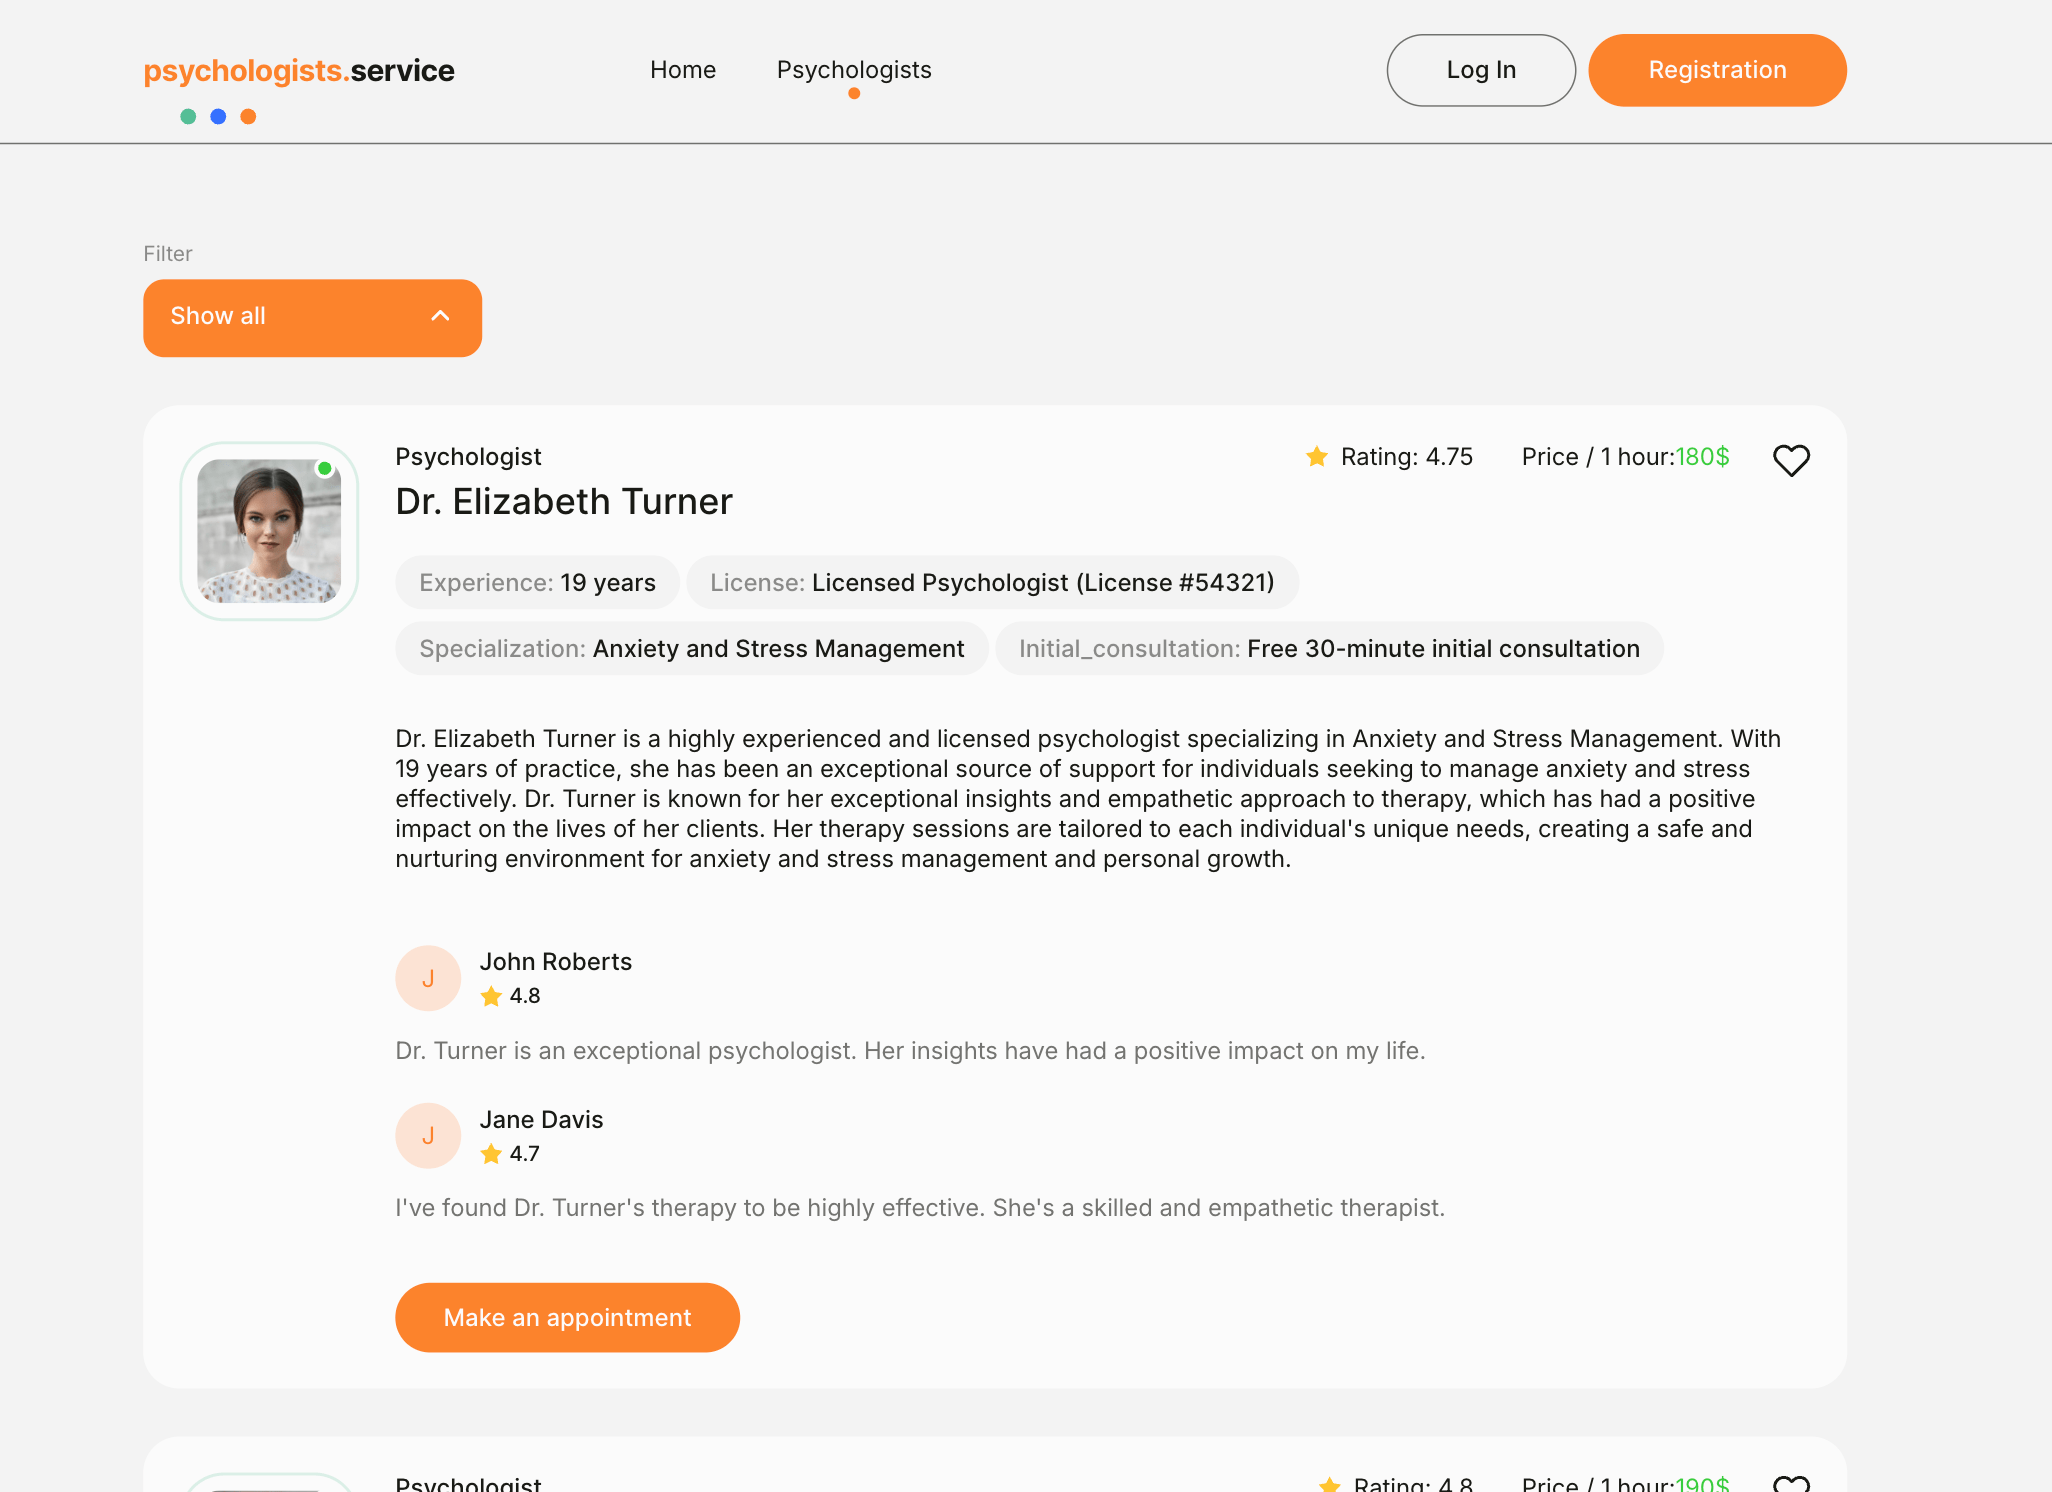 psychologists.service
Home
Psychologists
Log In
Registration
Filter
Show all
Psychologist
Rating: 4.75
Price / 1 hour:180$
Dr. Elizabeth Turner
Experience: 19 years
License: Licensed Psychologist (License #54321)
Specialization: Anxiety and Stress Management
Initial_consultation: Free 30-minute initial consultation
Dr. Elizabeth Turner is a highly experienced and licensed psychologist specializing in Anxiety and Stress Management. With
19 years of practice, she has been an exceptional source of support for individuals seeking to manage anxiety and stress
effectively. Dr. Turner is known for her exceptional insights and empathetic approach to therapy, which has had a positive
impact on the lives of her clients. Her therapy sessions are tailored to each individual's unique needs, creating a safe and
nurturing environment for anxiety and stress management and personal growth.
J
John Roberts
4.8
Dr. Turner is an exceptional psychologist. Her insights have had a positive impact on my life.
J
Jane Davis
4.7
I've found Dr. Turner's therapy to be highly effective. She's a skilled and empathetic therapist.
Make an appointment
Psychologist
Rating: 4.8
Price / 1 hour:190$